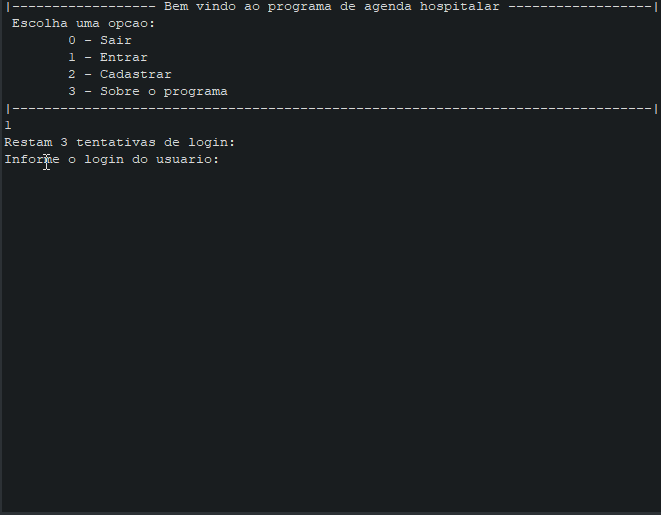 |------------------ Bem vindo ao programa de agenda hospitalar ------------------|
Escolha uma opcao:
0 - Sair
1 - Entrar
2 - Cadastrar
3 - Sobre o programa
|--------------------------------------------------------------------------------|
1
Restam 3 tentativas de login:
Informe o login do usuario: